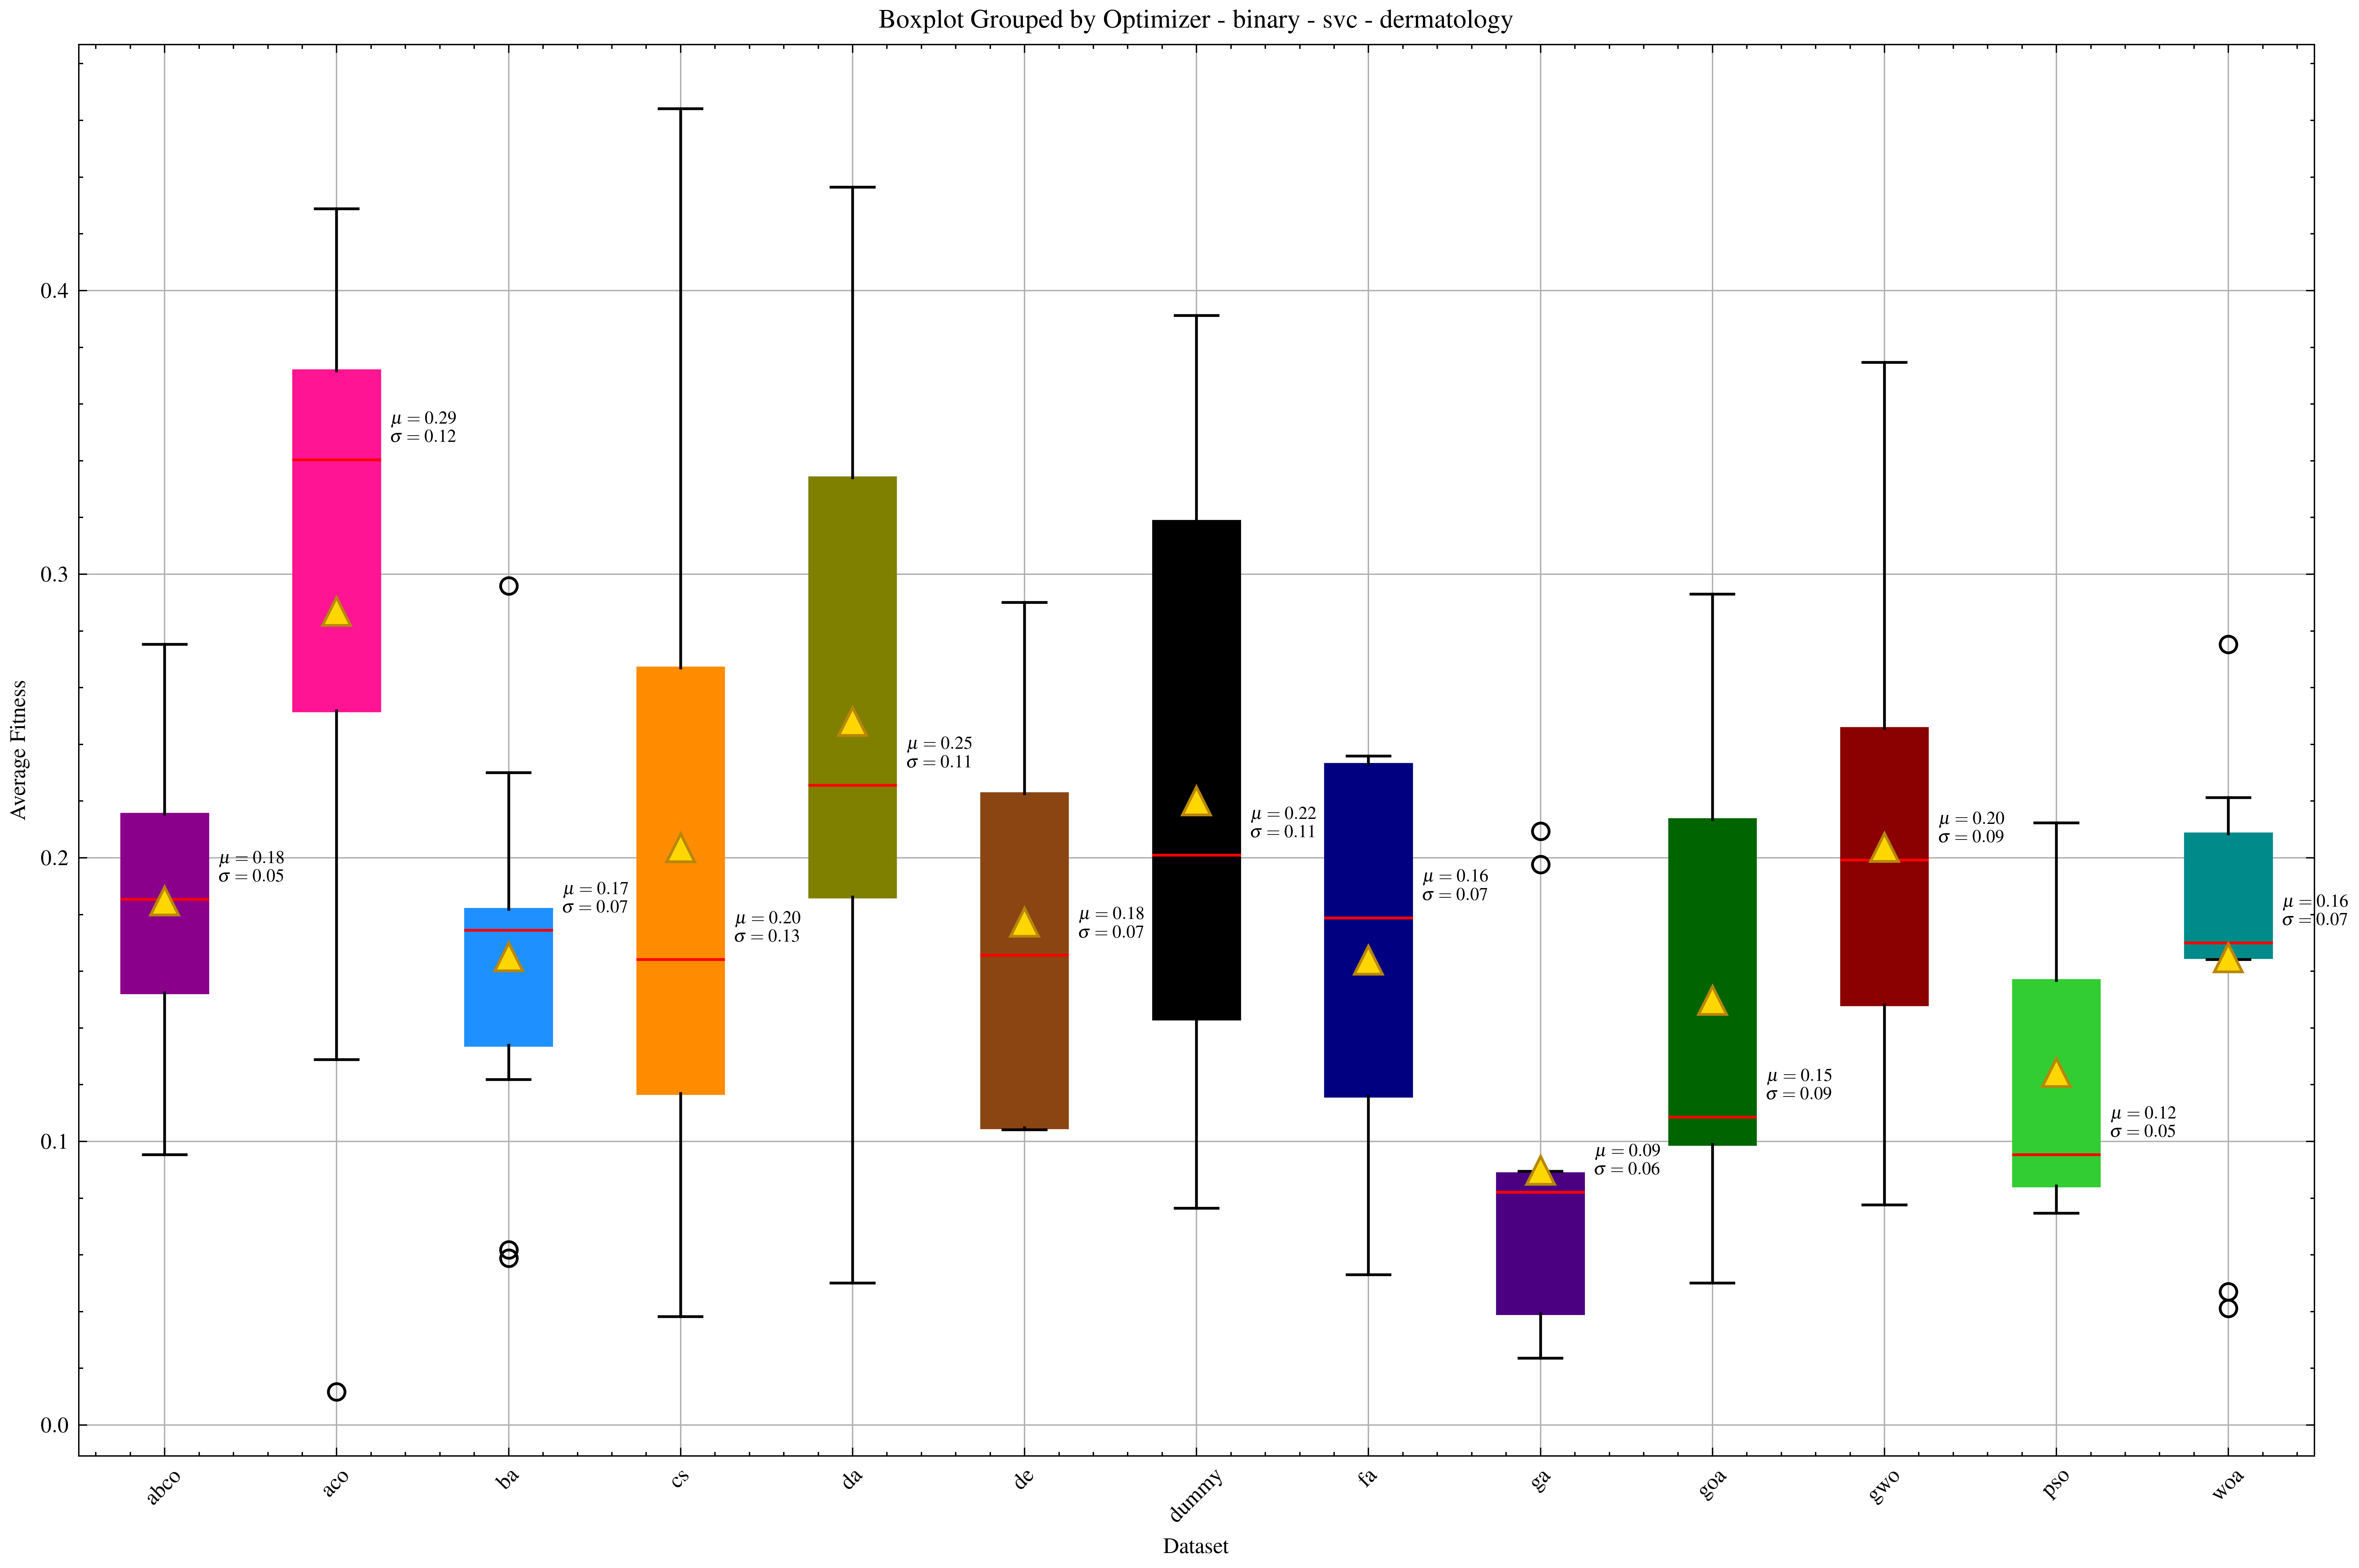 Boxplot Grouped by Optimizer - binary - svc - dermatology
Average Fitness
0.4
0.3
0.2
0.1
0.0
μ = 0.18
σ = 0.05
μ = 0.29
σ = 0.12
μ = 0.17
σ = 0.07
μ = 0.20
σ = 0.13
μ = 0.25
σ = 0.11
μ = 0.18
σ = 0.07
μ = 0.22
σ = 0.11
μ = 0.16
σ = 0.07
μ = 0.09
σ = 0.06
μ = 0.15
σ = 0.09
μ = 0.20
σ = 0.09
μ = 0.12
σ = 0.05
μ = 0.16
σ = 0.07
abco
aco
ba
cs
da
de
dummy
fa
ga
goa
gwo
pso
woa
Dataset